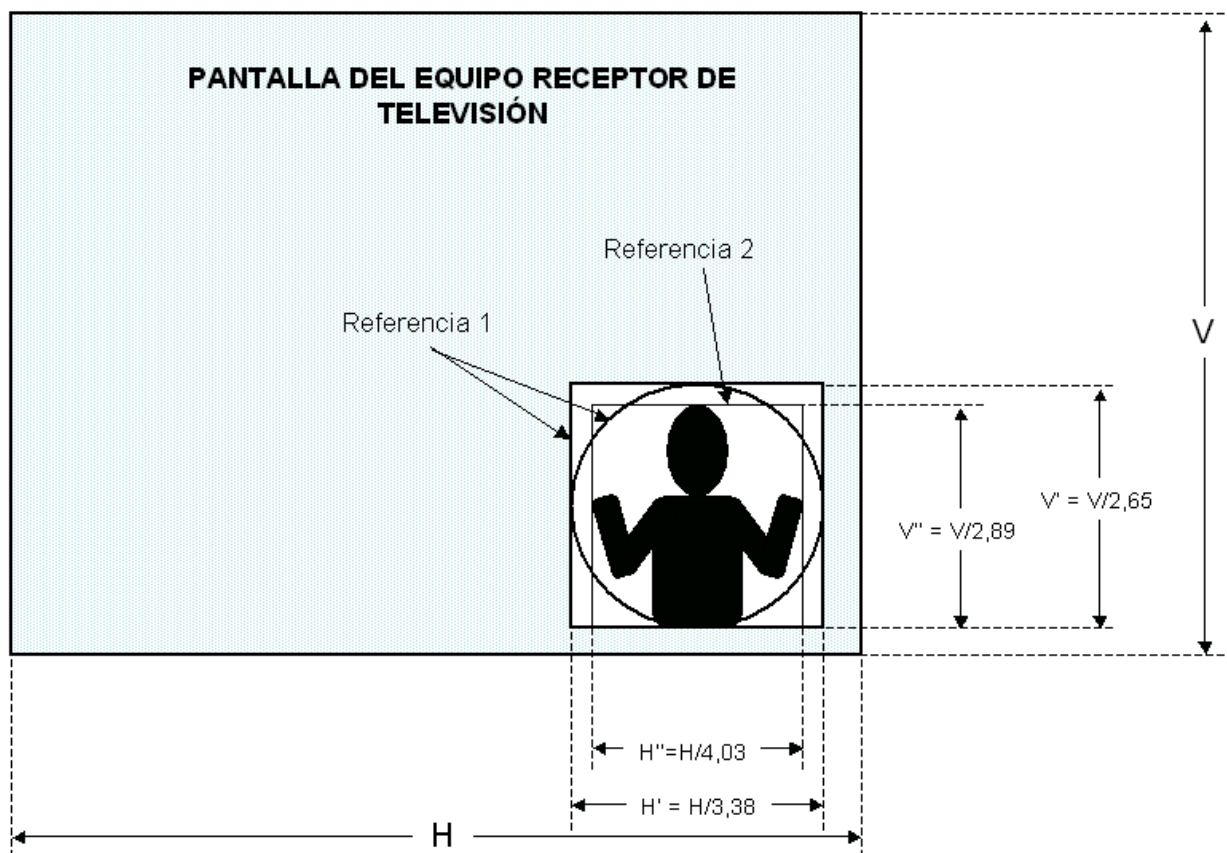 PANTALLA DEL EQUIPO RECEPTOR DE
TELEVISIÓN
Referencia 2
Referencia 1
V
V' = V/2,65
V'' = V/2,89
H''=H/4,03
H' = H/3,38
H